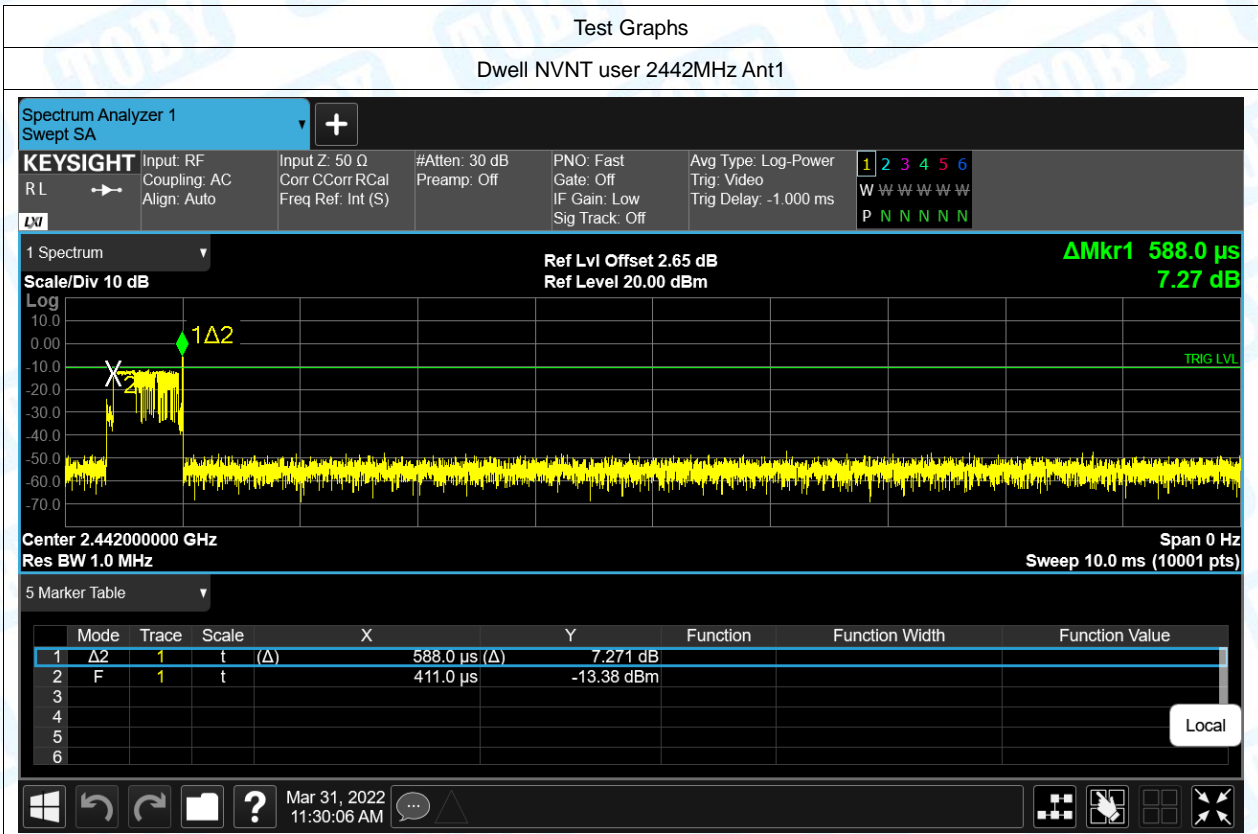 Test Graphs
Dwell NVNT user 2442MHz Ant1
Spectrum Analyzer 1
Swept SA
KEYSIGHT
RL
LXI
Input: RF
Coupling: AC
Align: Auto
Input Z: 50 Ω
Corr CCorr RCal
Freq Ref: Int (S)
#Atten: 30 dB
Preamp: Off
PNO: Fast
Gate: Off
IF Gain: Low
Sig Track: Off
Avg Type: Log-Power
Trig: Video
Trig Delay: -1.000 ms
1 2 3 4 5 6
W W W W W W
P N N N N N
1 Spectrum
Scale/Div 10 dB
Ref Lvl Offset 2.65 dB
Ref Level 20.00 dBm
ΔMkr1 588.0 µs
7.27 dB
Log
10.0
0.00
-10.0
-20.0
-30.0
-40.0
-50.0
-60.0
-70.0
1Δ2
2
TRIG LVL
Center 2.442000000 GHz
Span 0 Hz
Res BW 1.0 MHz
Sweep 10.0 ms (10001 pts)
5 Marker Table
Mode Trace Scale X Y Function Function Width Function Value
1 Δ2 1 t (Δ) 588.0 µs (Δ) 7.271 dB
2 F 1 t 411.0 µs -13.38 dBm
3
4
5
6
Local
?
Mar 31, 2022
11:30:06 AM
TOBY